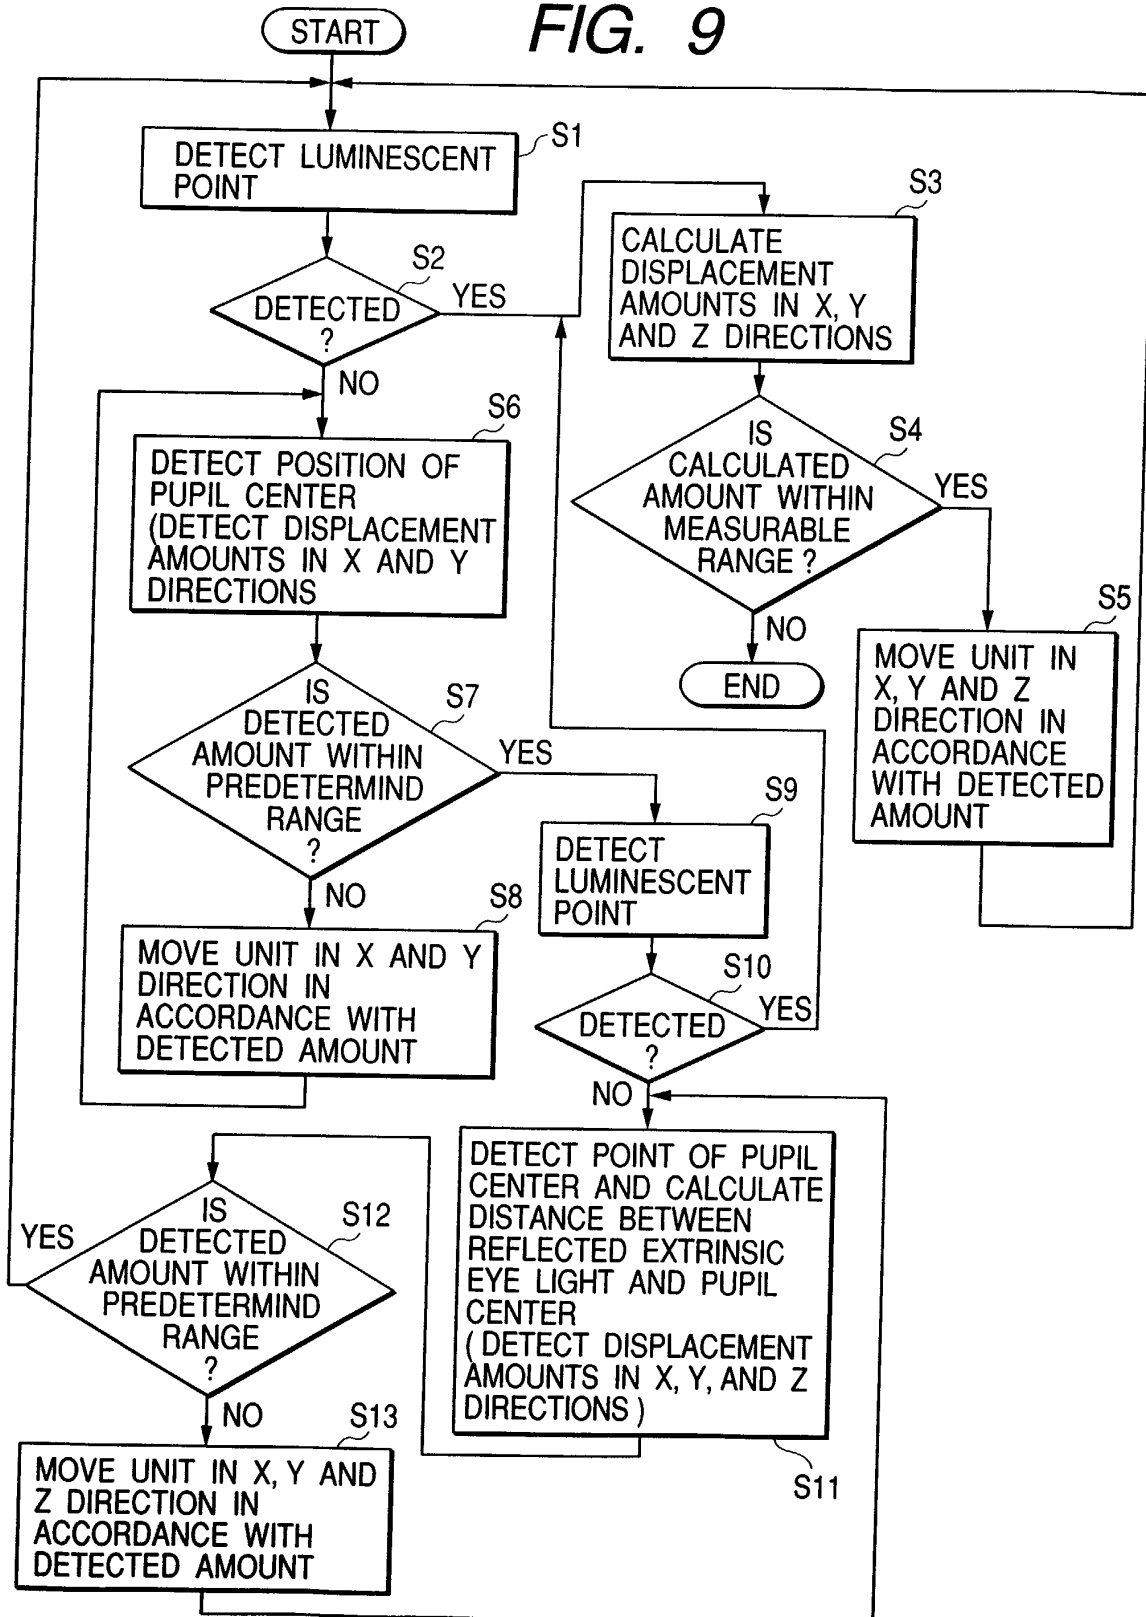 FIG. 9
START
S1
DETECT LUMINESCENT
POINT
S2
DETECTED
?
YES
NO
S3
CALCULATE
DISPLACEMENT
AMOUNTS IN X, Y
AND Z DIRECTIONS
S4
IS
CALCULATED
AMOUNT WITHIN
MEASURABLE
RANGE ?
YES
NO
END
S5
MOVE UNIT IN
X, Y AND Z
DIRECTION IN
ACCORDANCE
WITH DETECTED
AMOUNT
S6
DETECT POSITION OF
PUPIL CENTER
(DETECT DISPLACEMENT
AMOUNTS IN X AND Y
DIRECTIONS
S7
IS
DETECTED
AMOUNT WITHIN
PREDETERMIND
RANGE
?
YES
NO
S8
MOVE UNIT IN X AND Y
DIRECTION IN
ACCORDANCE WITH
DETECTED AMOUNT
S9
DETECT
LUMINESCENT
POINT
S10
DETECTED
?
YES
NO
DETECT POINT OF PUPIL
CENTER AND CALCULATE
DISTANCE BETWEEN
REFLECTED EXTRINSIC
EYE LIGHT AND PUPIL
CENTER
( DETECT DISPLACEMENT
AMOUNTS IN X, Y, AND Z
DIRECTIONS )
S11
S12
IS
DETECTED
AMOUNT WITHIN
PREDETERMIND
RANGE
?
YES
NO
S13
MOVE UNIT IN X, Y AND
Z DIRECTION IN
ACCORDANCE WITH
DETECTED AMOUNT